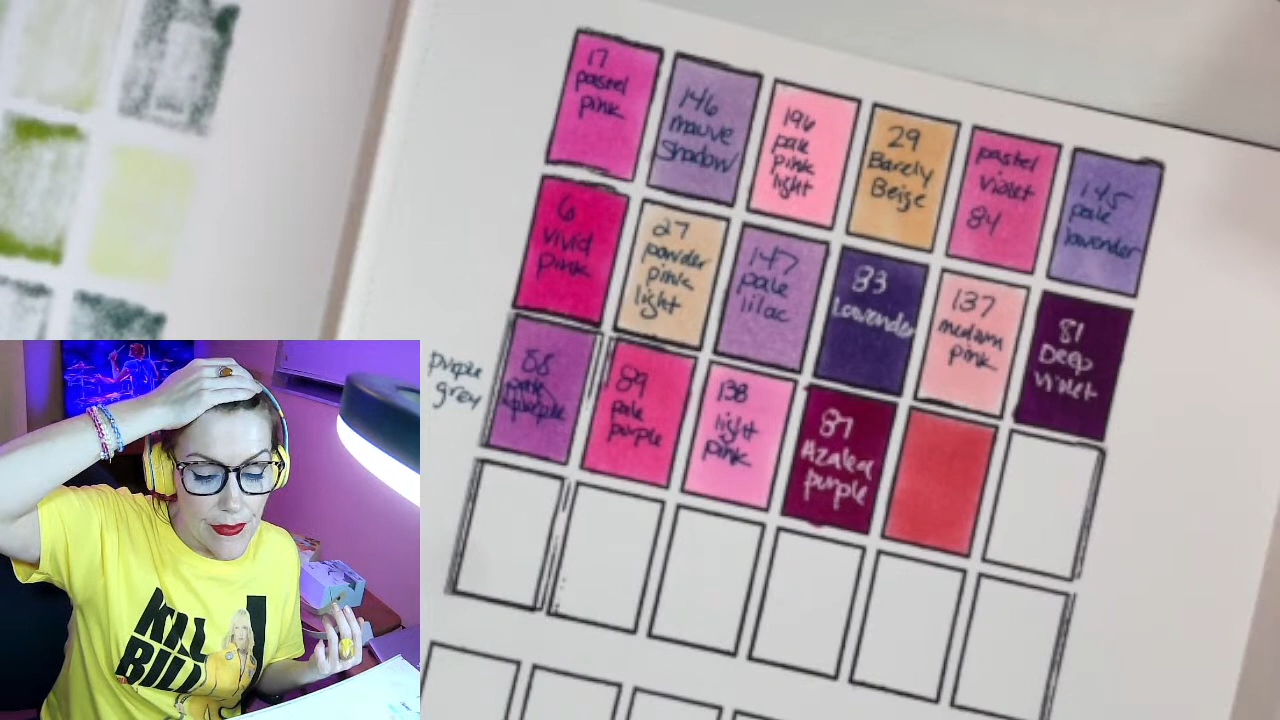 17
pastel
pink
146
mauve
shadow
196
pale
pink
light
29
Barely
Beige
pastel
violet
84
145
pale
lavender
6
vivid
pink
27
powder
pink
light
147
pale
lilac
83
Lavender
137
medium
pink
81
Deep
violet
purple
grey
88
pale
purple
89
pale
purple
138
light
pink
87
Azalea
purple
KILL
BILL